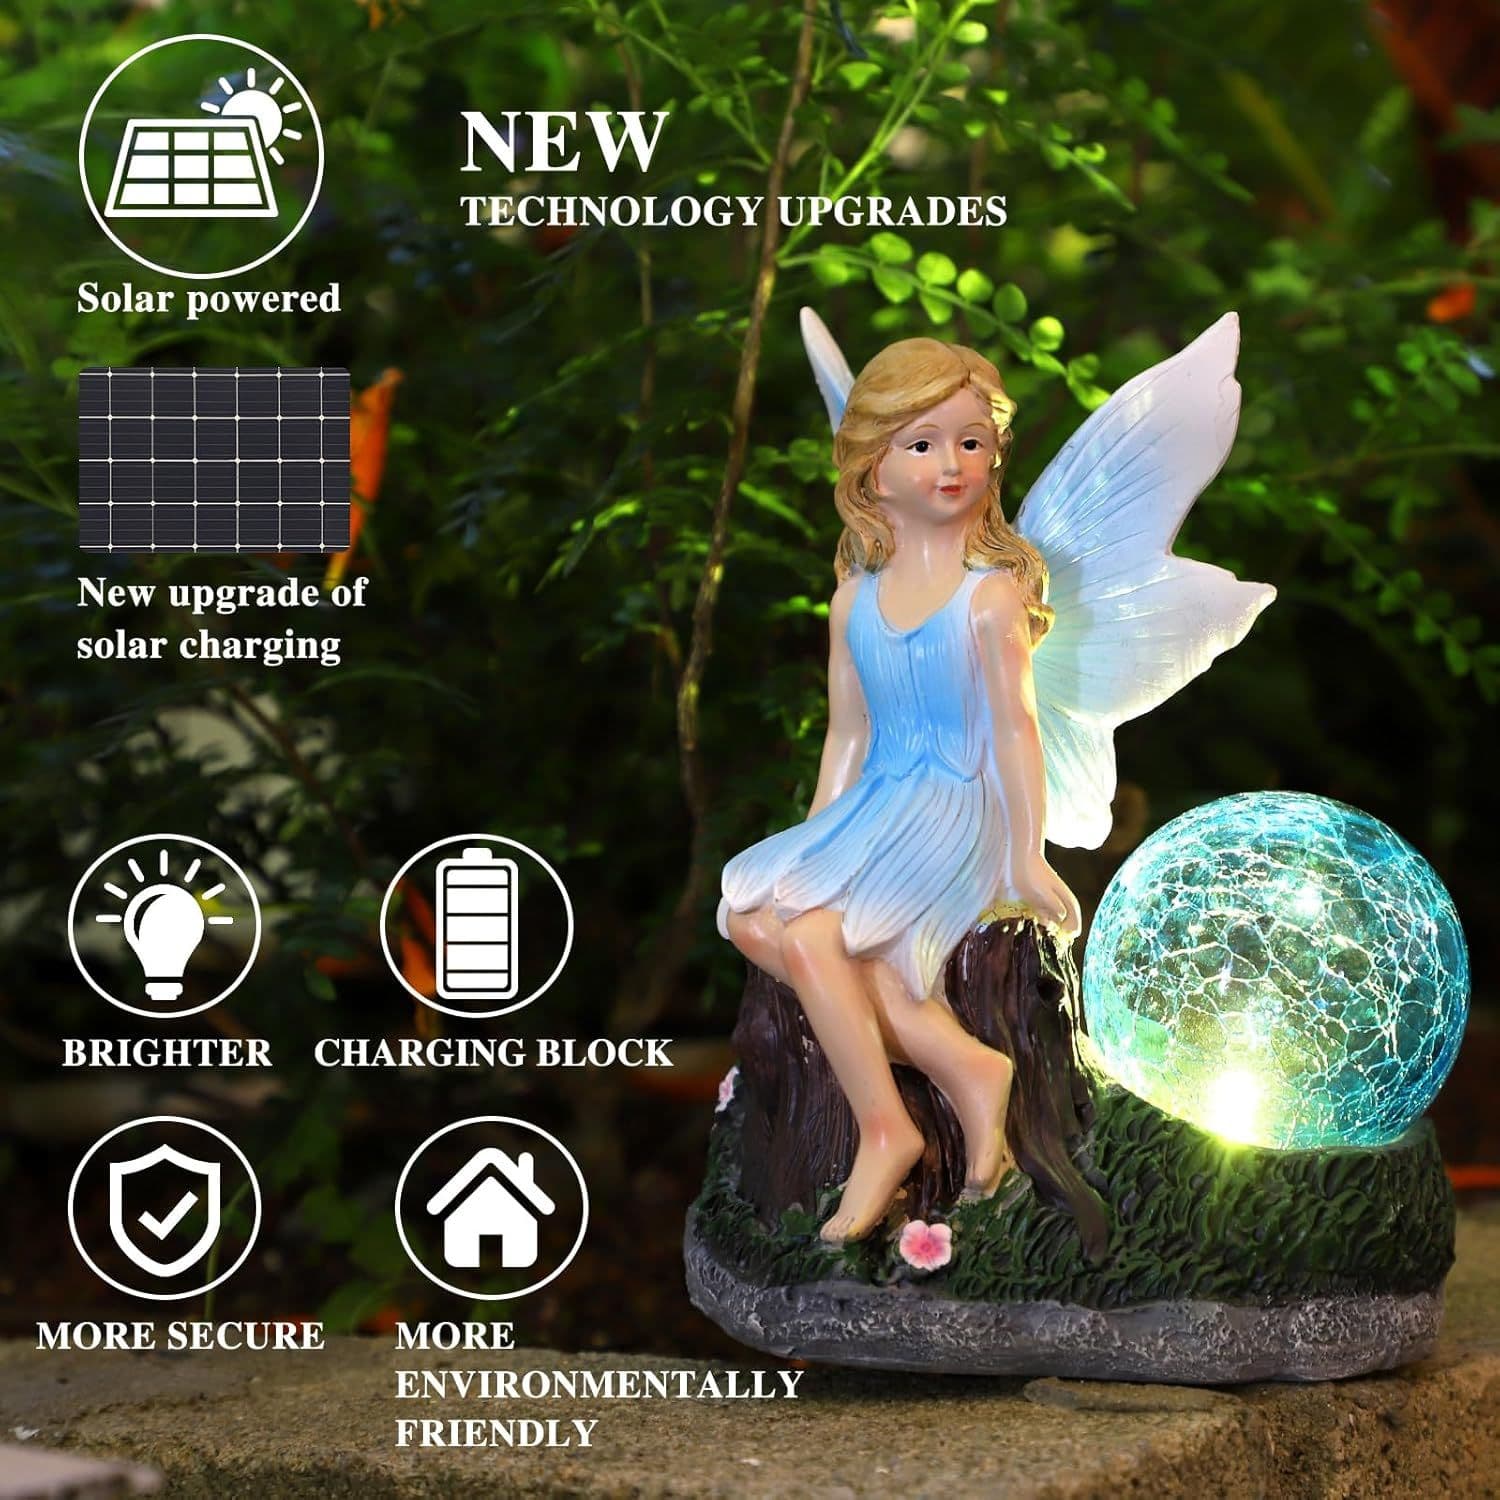 NEW
TECHNOLOGY UPGRADES
Solar powered
New upgrade of
solar charging
BRIGHTER
CHARGING BLOCK
MORE SECURE
MORE
ENVIRONMENTALLY
FRIENDLY